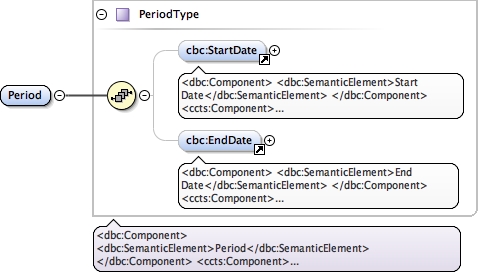 PeriodType
cbc:StartDate
<dbc:Component> <dbc:SemanticElement>Start
Date</dbc:SemanticElement> </dbc:Component>
<ccts:Component>...
Period
cbc:EndDate
<dbc:Component> <dbc:SemanticElement>End
Date</dbc:SemanticElement> </dbc:Component>
<ccts:Component>...
<dbc:Component>
<dbc:SemanticElement>Period</dbc:SemanticElement>
</dbc:Component> <ccts:Component>...